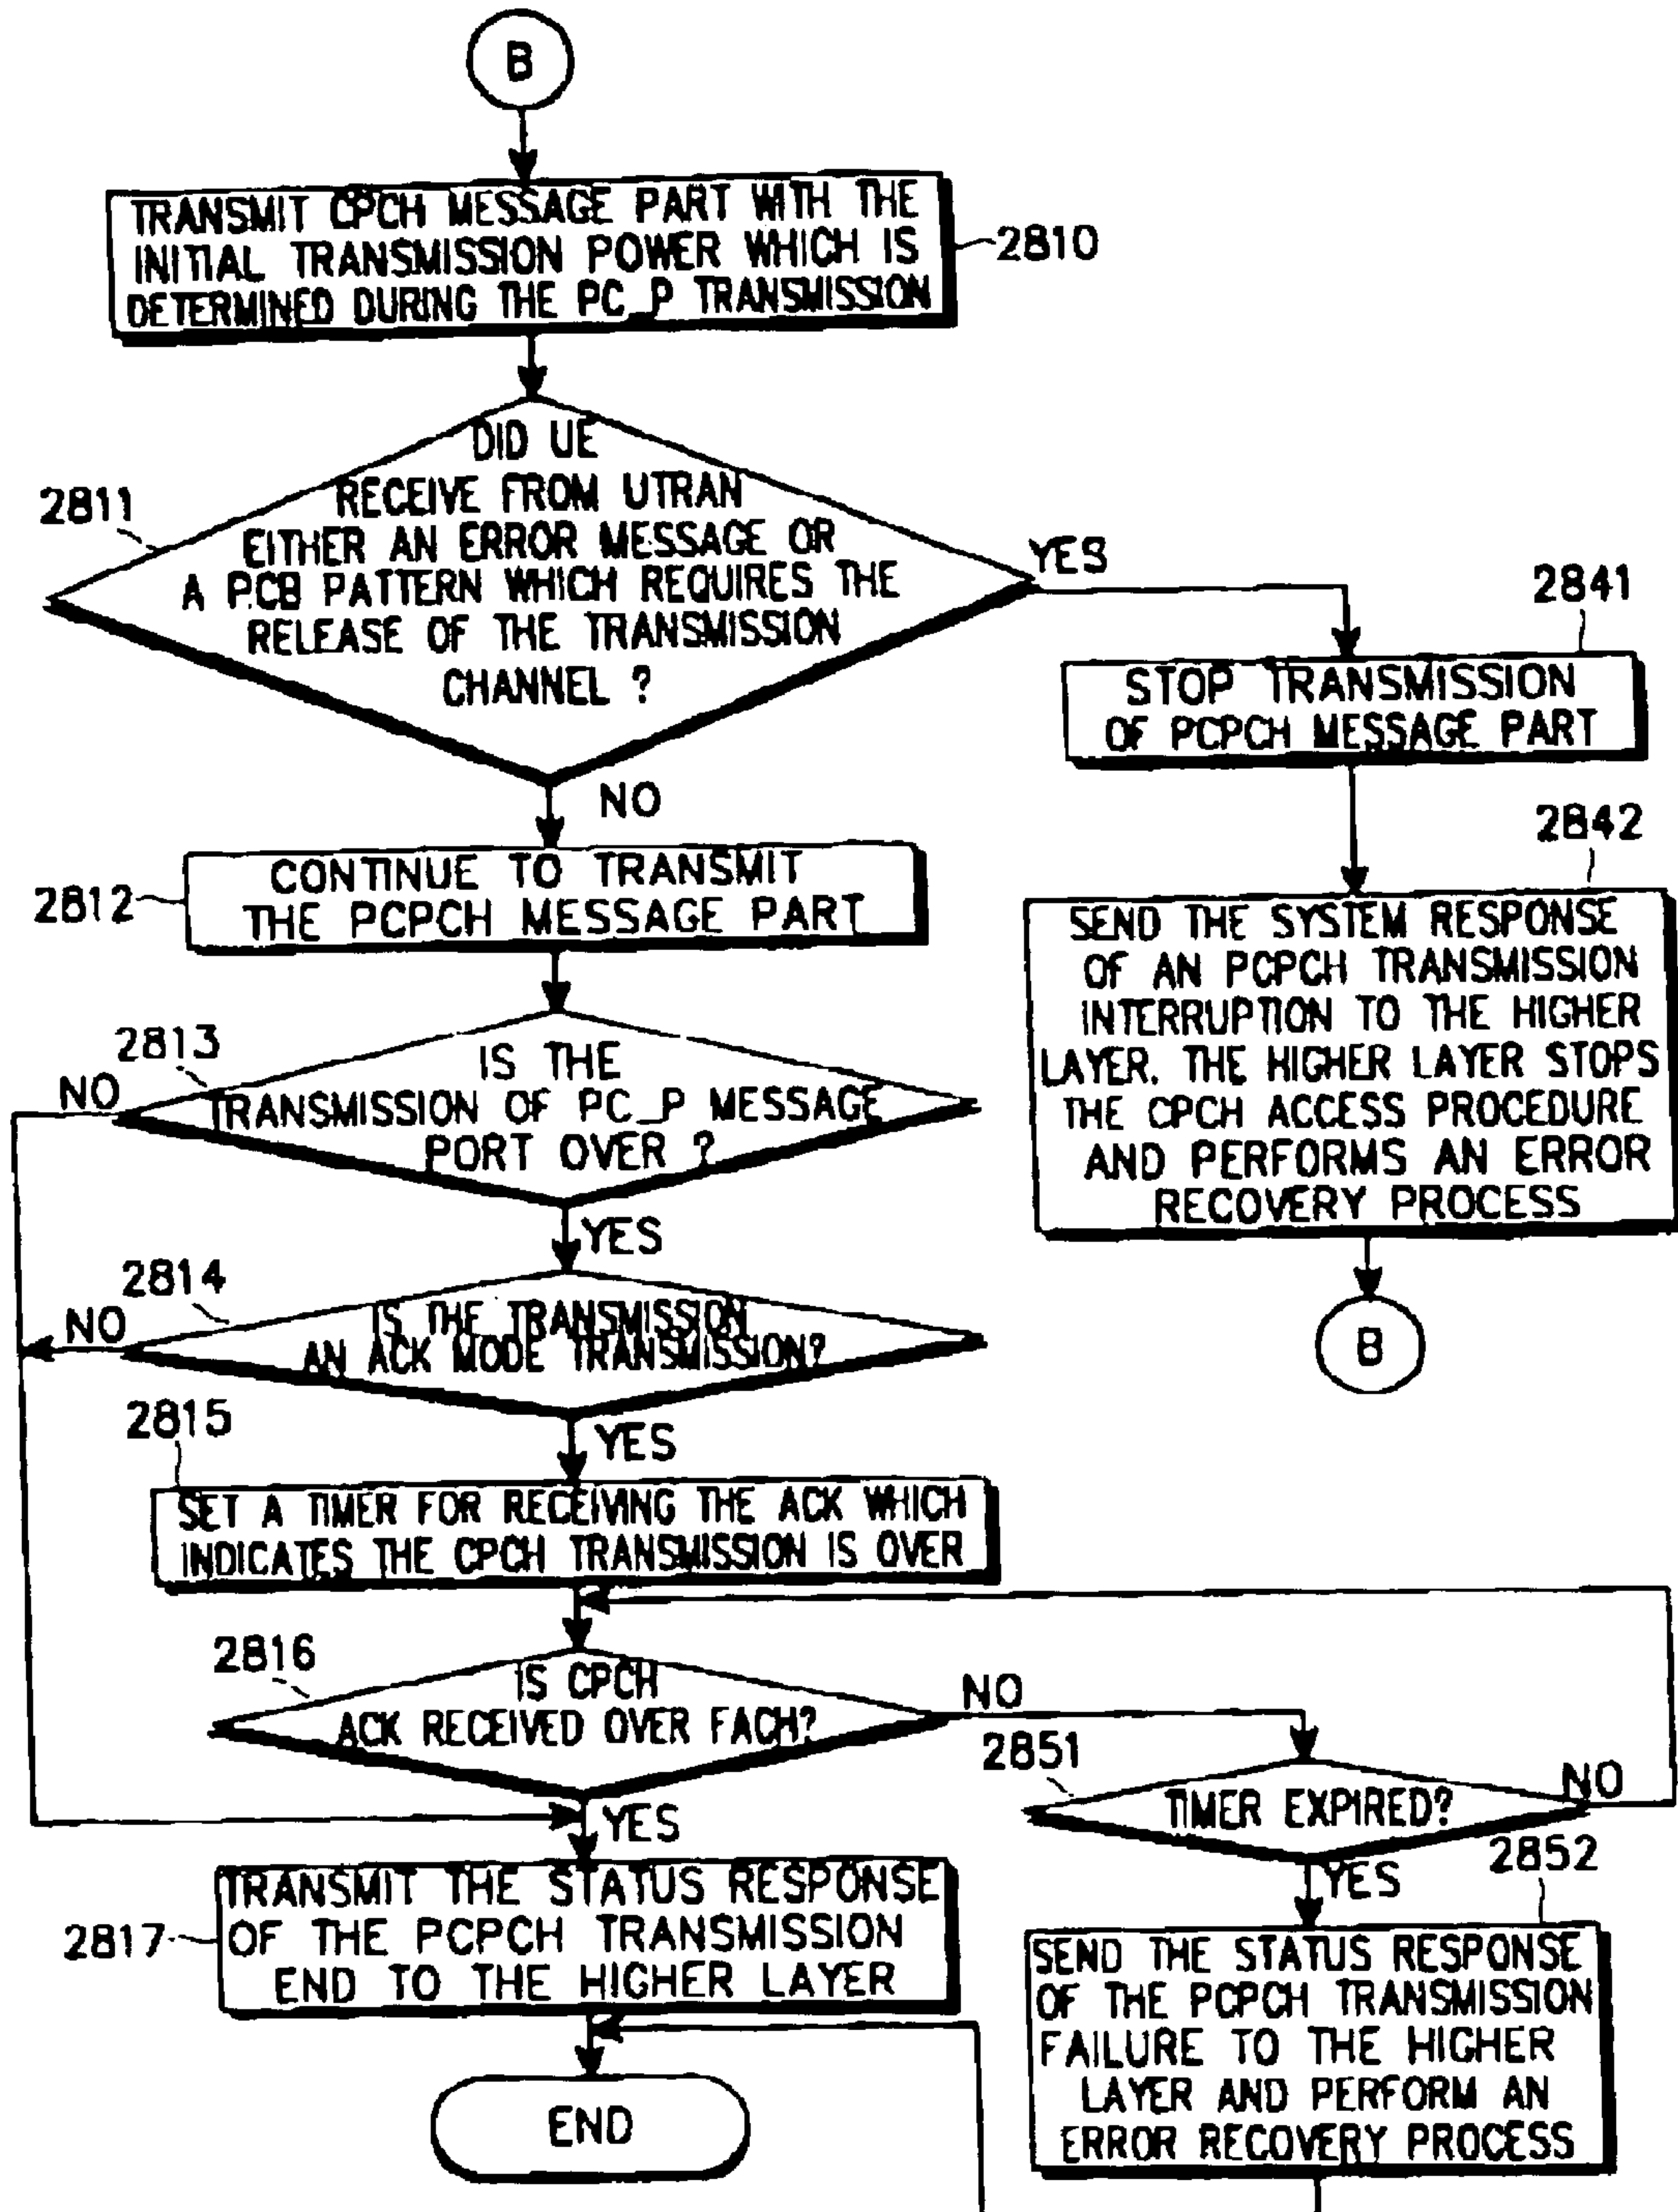 B
TRANSMIT CPCH MESSAGE PART WITH THE
INITIAL TRANSMISSION POWER WHICH IS
DETERMINED DURING THE PC_P TRANSMISSION
2810
DID UE
RECEIVE FROM UTRAN
EITHER AN ERROR MESSAGE OR
A PCB PATTERN WHICH REQUIRES THE
RELEASE OF THE TRANSMISSION
CHANNEL ?
2811
YES
NO
2841
STOP TRANSMISSION
OF PCPCH MESSAGE PART
2812
CONTINUE TO TRANSMIT
THE PCPCH MESSAGE PART
2842
SEND THE SYSTEM RESPONSE
OF AN PCPCH TRANSMISSION
INTERRUPTION TO THE HIGHER
LAYER. THE HIGHER LAYER STOPS
THE CPCH ACCESS PROCEDURE
AND PERFORMS AN ERROR
RECOVERY PROCESS
B
2813
NO
IS THE
TRANSMISSION OF PC_P MESSAGE
PORT OVER ?
YES
2814
NO
IS THE TRANSMISSION
AN ACK MODE TRANSMISSION?
YES
2815
SET A TIMER FOR RECEIVING THE ACK WHICH
INDICATES THE CPCH TRANSMISSION IS OVER
2816
IS CPCH
ACK RECEIVED OVER FACH?
NO
YES
2851
TIMER EXPIRED?
NO
YES
2817
TRANSMIT THE STATUS RESPONSE
OF THE PCPCH TRANSMISSION
END TO THE HIGHER LAYER
2852
SEND THE STATUS RESPONSE
OF THE PCPCH TRANSMISSION
FAILURE TO THE HIGHER
LAYER AND PERFORM AN
ERROR RECOVERY PROCESS
END